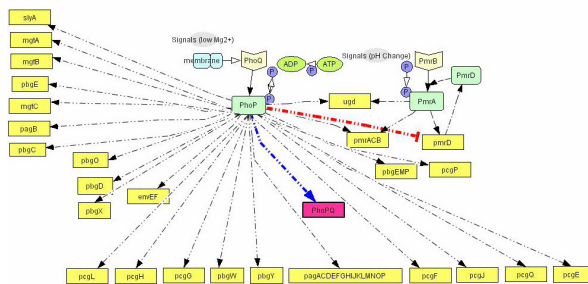 slyA
mgtA
mgtB
pbgE
mgtC
pagB
pbgC
pbgO
pbgD
pbgX
envEF
Signals (low Mg2+)
membrane
PhoQ
P
ADP
ATP
P
P
PhoP
Signals (pH Change)
PmrB
P
P
PmrD
PmrA
ugd
pmrACB
pmrD
pbgEMP
pcgP
PhoPQ
pcgL
pcgH
pcgG
pbgW
pbgY
pagACDEFGHIJKLMNOP
pcgF
pcgJ
pcgO
pcgE